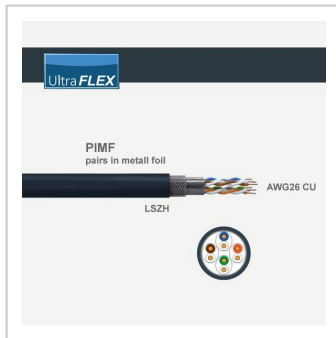 Ultra FLEX
PIMF
pairs in metall foil
AWG26 CU
LSZH